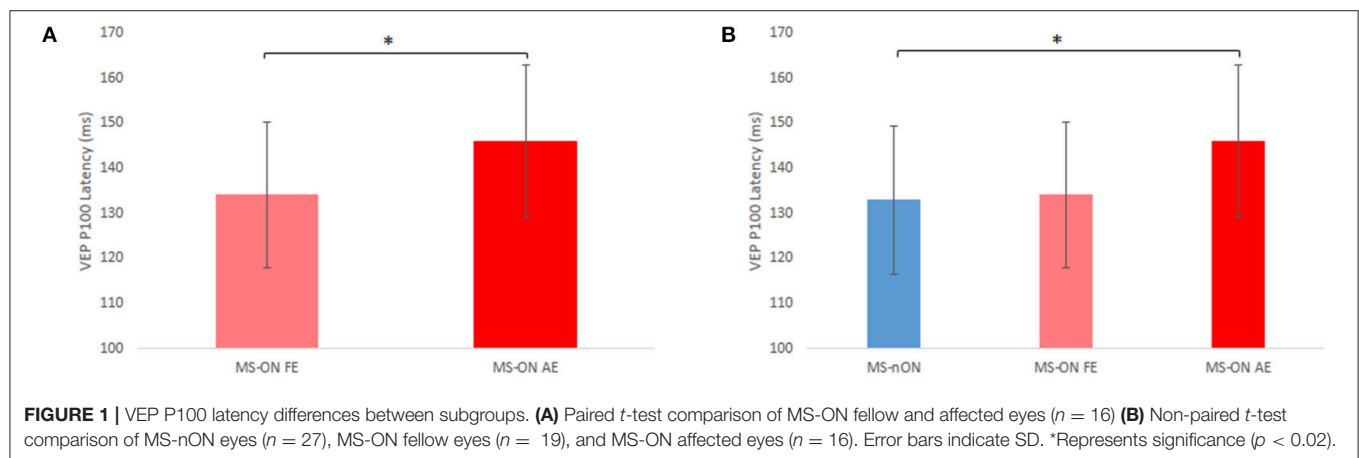 A
170
160
150
140
130
120
110
100
VEP P100 Latency (ms)
*
MS-ON FE
MS-ON AE
B
170
160
150
140
130
120
110
100
VEP P100 Latency (ms)
*
MS-nON
MS-ON FE
MS-ON AE
FIGURE 1 | VEP P100 latency differences between subgroups. (A) Paired t-test comparison of MS-ON fellow and affected eyes (n = 16) (B) Non-paired t-test
comparison of MS-nON eyes (n = 27), MS-ON fellow eyes (n = 19), and MS-ON affected eyes (n = 16). Error bars indicate SD. *Represents significance (p < 0.02).